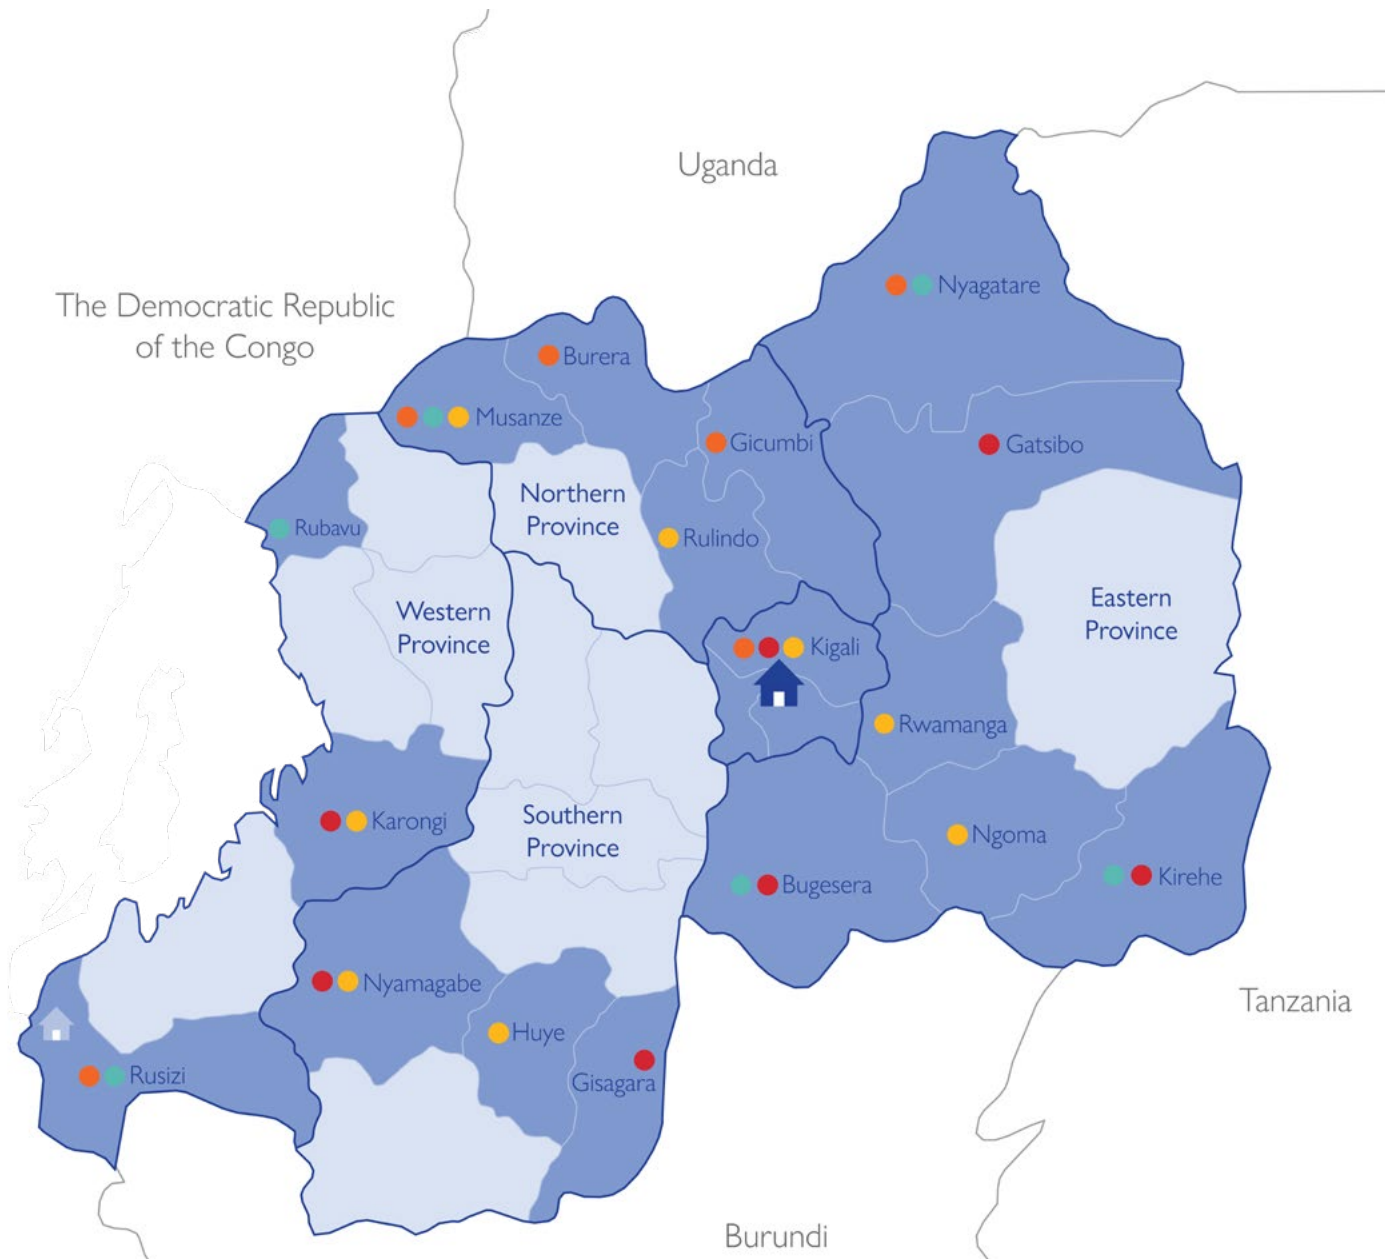 Uganda
The Democratic Republic
of the Congo
Nyagatare
Burera
Musanze
Gicumbi
Gatsibo
Northern
Province
Rubavu
Rulindo
Western
Province
Eastern
Province
Kigali
Rwamanga
Southern
Province
Karongi
Ngoma
Bugesera
Kirehe
Nyamagabe
Huye
Tanzania
Rusizi
Gisagara
Burundi